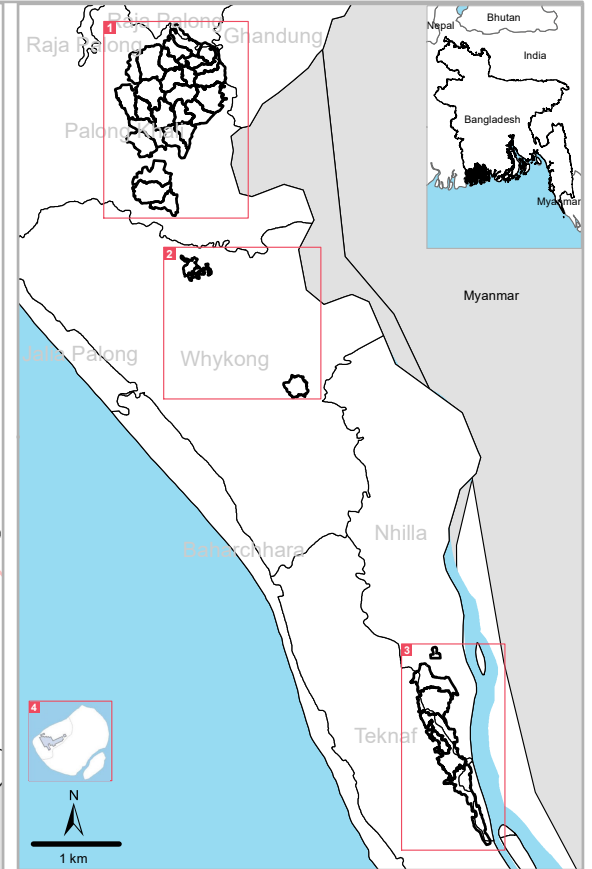 Raja Palong
1
Raja Palong
Ghandung
Palong Khali
Nepal
Bhutan
India
Bangladesh
Myanmar
2
Myanmar
Jalia Palong
Whykong
Nhilla
Baharchhara
3
4
Teknaf
N
1 km